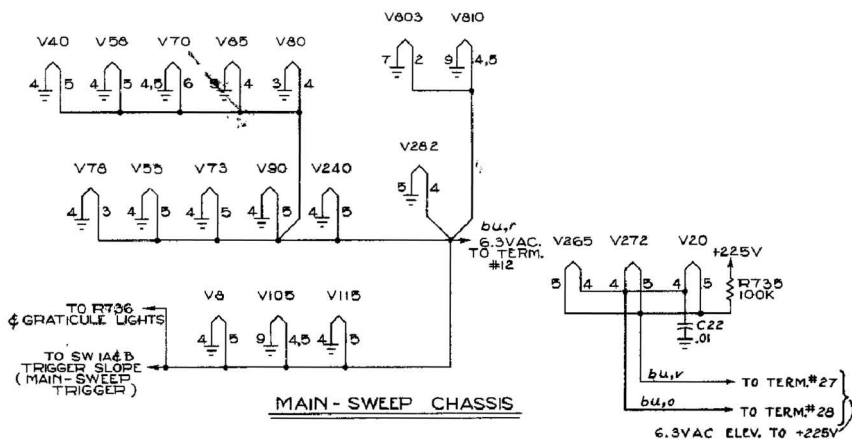 V40 V58 V70 V85 V80
4 5 4 5 4,5 6 4 3 4
V803 V810
7 2 9 4,5
V282
5 4
V78 V55 V73 V90 V240
4 3 4 5 4 5 4 5 4 5
bu,r
6.3VAC.
TO TERM.
#12
V265 V272 V20
5 4 4 5 4 5
+225V
R735
100K
C22
.01
V8 V105 V115
4 5 9 4,5 4 5
TO R736
¢ GRATICULE LIGHTS
TO SW 1A¢B
TRIGGER SLOPE
(MAIN-SWEEP
TRIGGER)
MAIN-SWEEP CHASSIS
bu,v
TO TERM.#27
bu,o
TO TERM.#28
6.3VAC ELEV. TO +225V